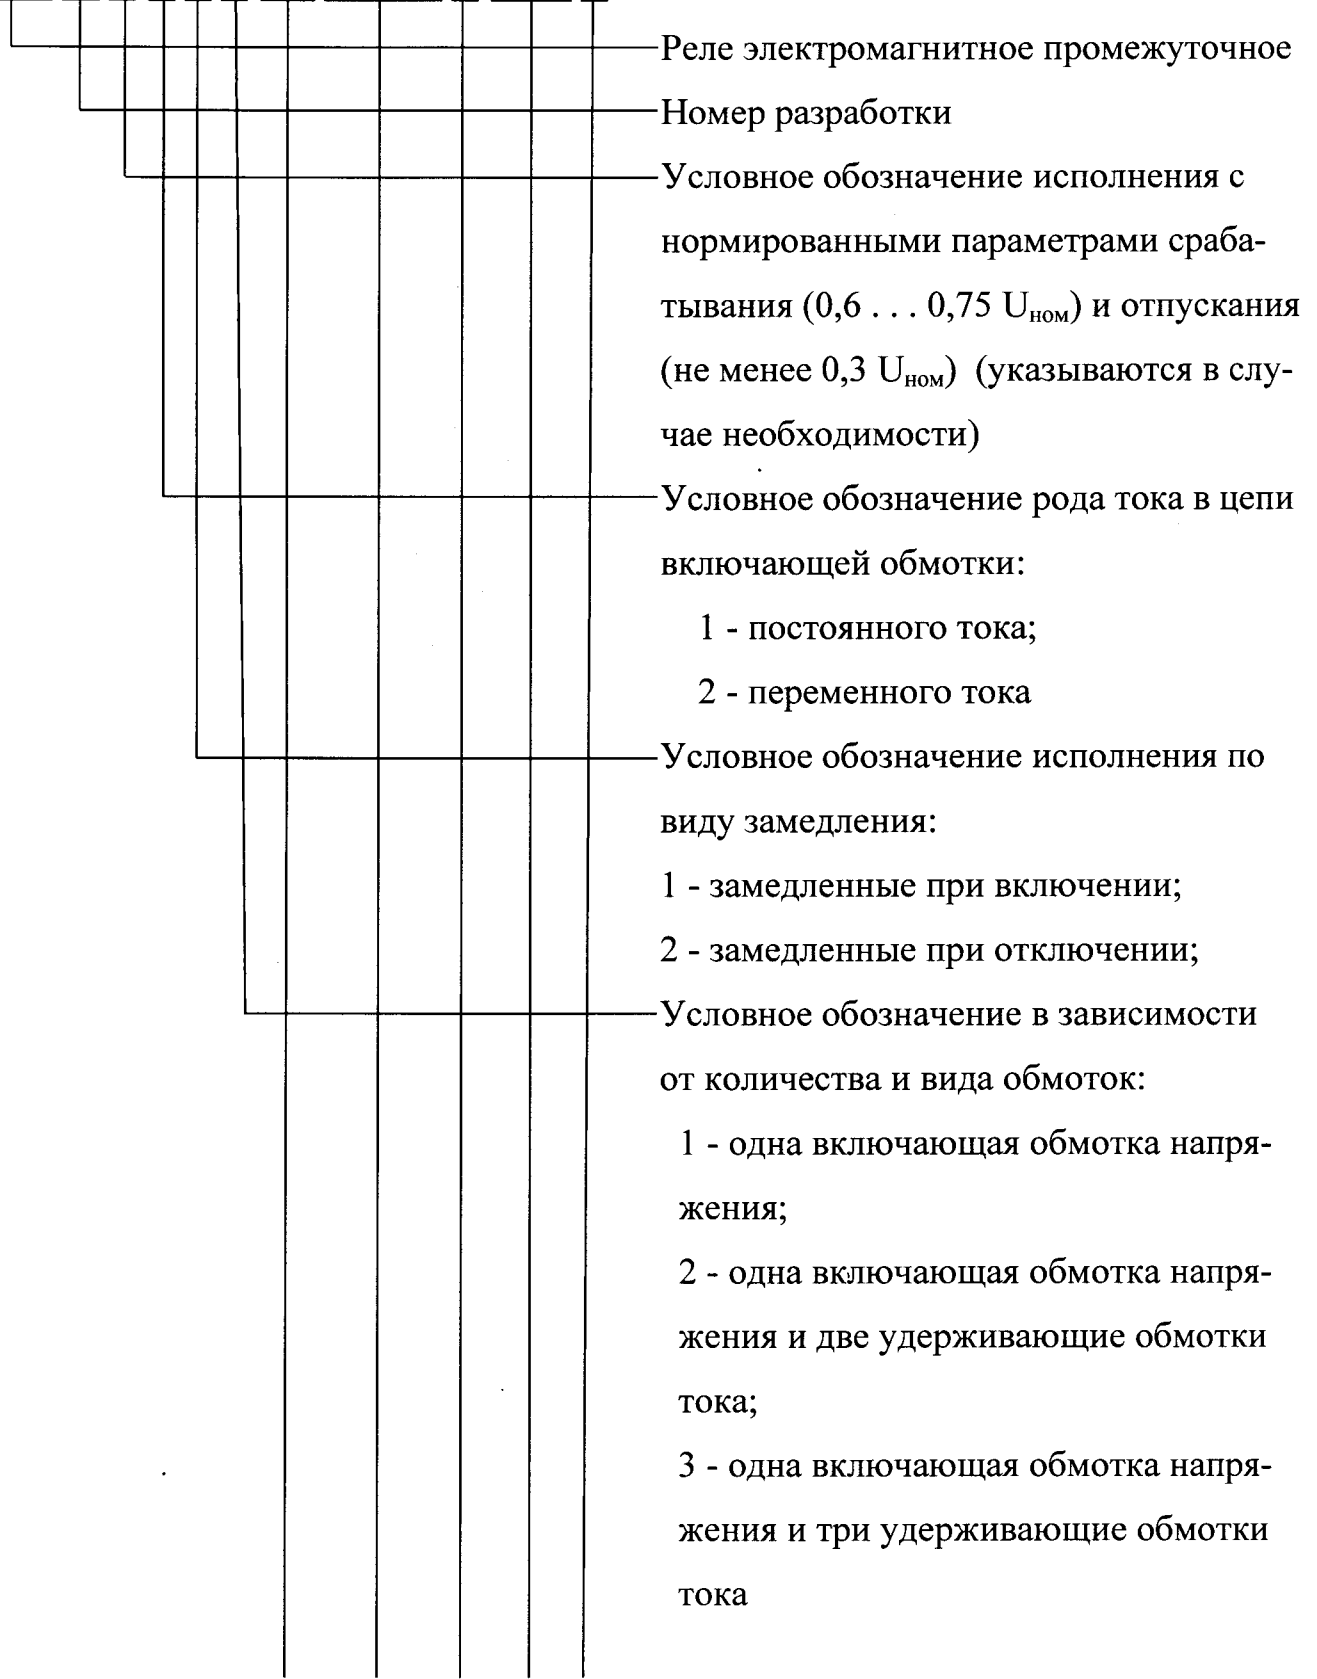 Реле электромагнитное промежуточное
Номер разработки
Условное обозначение исполнения с
нормированными параметрами сраба-
тывания (0,6 . . . 0,75 Uном) и отпускания
(не менее 0,3 Uном) (указываются в слу-
чае необходимости)
Условное обозначение рода тока в цепи
включающей обмотки:
1 - постоянного тока;
2 - переменного тока
Условное обозначение исполнения по
виду замедления:
1 - замедленные при включении;
2 - замедленные при отключении;
Условное обозначение в зависимости
от количества и вида обмоток:
1 - одна включающая обмотка напря-
жения;
2 - одна включающая обмотка напря-
жения и две удерживающие обмотки
тока;
3 - одна включающая обмотка напря-
жения и три удерживающие обмотки
тока